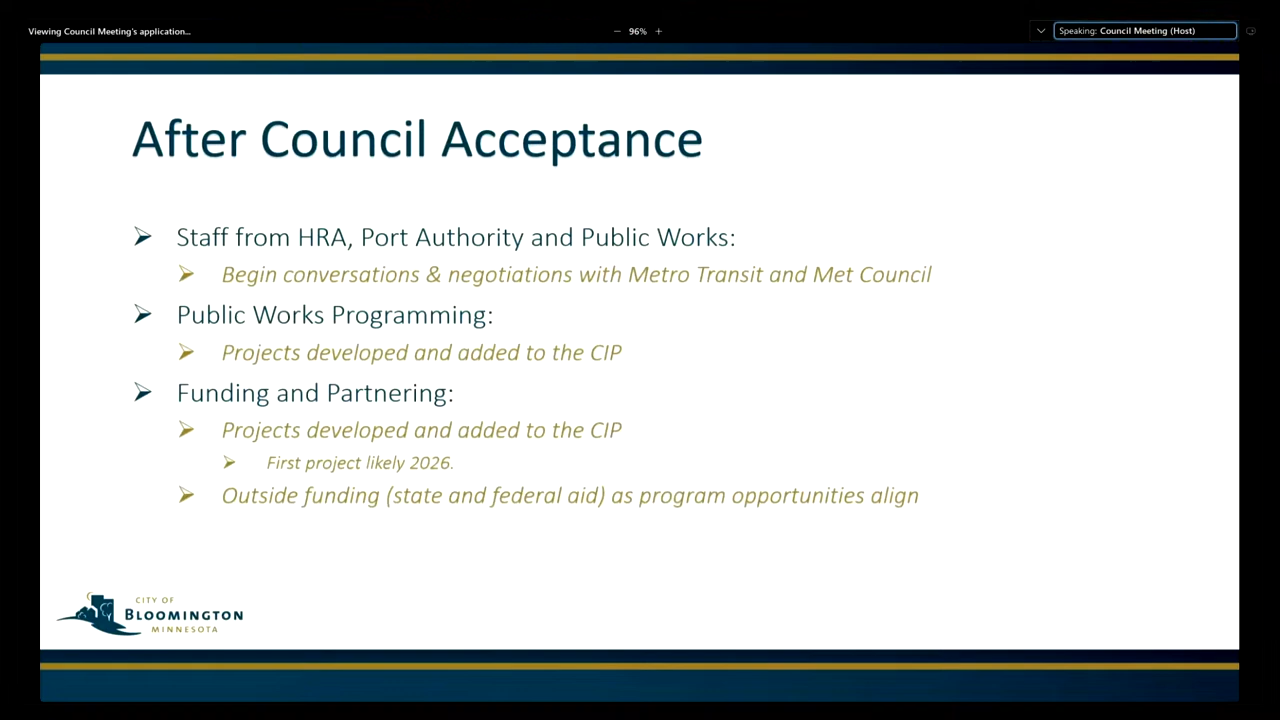 Viewing Council Meeting's application...
96%
Speaking: Council Meeting (Host)
After Council Acceptance
Staff from HRA, Port Authority and Public Works:
Begin conversations & negotiations with Metro Transit and Met Council
Public Works Programming:
Projects developed and added to the CIP
Funding and Partnering:
Projects developed and added to the CIP
First project likely 2026.
Outside funding (state and federal aid) as program opportunities align
CITY OF
BLOOMINGTON
MINNESOTA